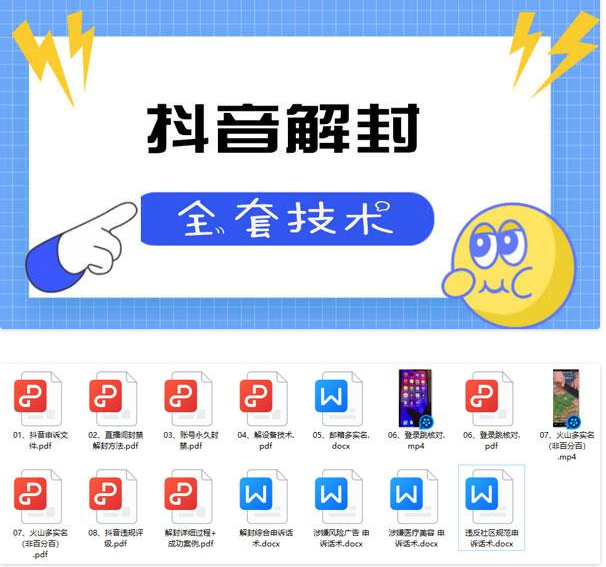 抖音解封
全套技术
01、抖音申诉文
件.pdf
02、直播间封禁
解封方法.pdf
03、账号永久封
禁.pdf
04、解设备技术.
pdf
05、邮箱多实名.
docx
06、登录跳核对.
mp4
06、登录跳核对.
pdf
07、火山多实名
（非百分百）
.mp4
07、火山多实名
（非百分百）
.pdf
08、抖音违规评
级.pdf
解封详细过程+
成功案例.pdf
解封综合申诉话
术.docx
涉嫌风险广告 申
诉话术.docx
涉嫌医疗美容 申
诉话术.docx
违反社区规范申
诉话术.docx